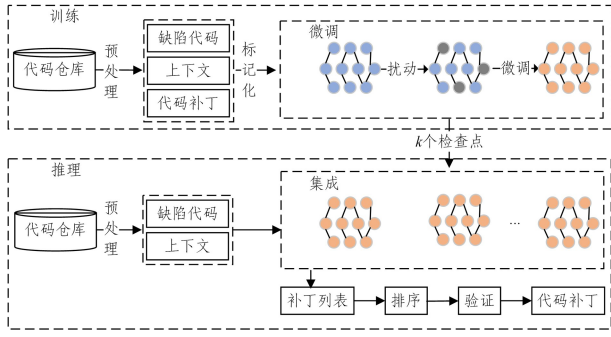 训练
代码仓库
预处理
缺陷代码
上下文
代码补丁
标记化
微调
扰动
微调
k个检查点
推理
代码仓库
预处理
缺陷代码
上下文
集成
...
补丁列表
排序
验证
代码补丁